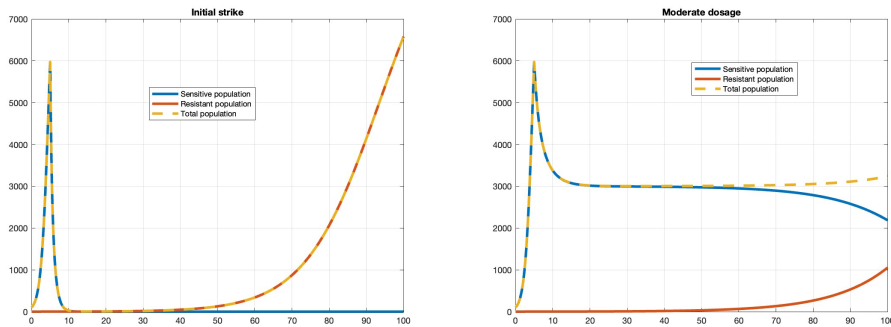 Initial strike
7000
6000
5000
4000
3000
2000
1000
0
Sensitive population
Resistant population
Total population
0 10 20 30 40 50 60 70 80 90 100
Moderate dosage
7000
6000
5000
4000
3000
2000
1000
0
Sensitive population
Resistant population
Total population
0 10 20 30 40 50 60 70 80 90 100